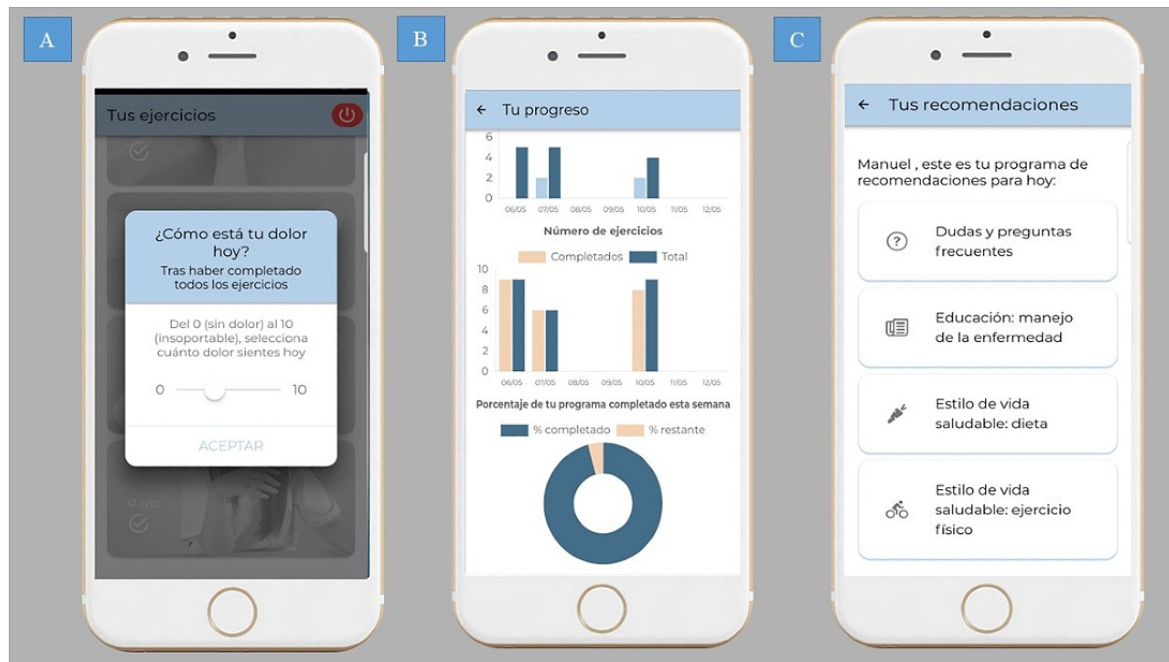 A
Tus ejercicios
¿Cómo está tu dolor
hoy?
Tras haber completado
todos los ejercicios
Del 0 (sin dolor) al 10
(insoportable), selecciona
cuánto dolor sientes hoy
0
10
ACEPTAR
B
← Tu progreso
6
4
2
0
06/05 07/05 08/05 09/05 10/05 11/05 12/05
Número de ejercicios
Completados Total
10
8
6
4
2
0
06/05 07/05 08/05 09/05 10/05 11/05 12/05
Porcentaje de tu programa completado esta semana
% completado % restante
C
← Tus recomendaciones
Manuel , este es tu programa de
recomendaciones para hoy:
?
Dudas y preguntas
frecuentes
Educación: manejo
de la enfermedad
Estilo de vida
saludable: dieta
Estilo de vida
saludable: ejercicio
físico